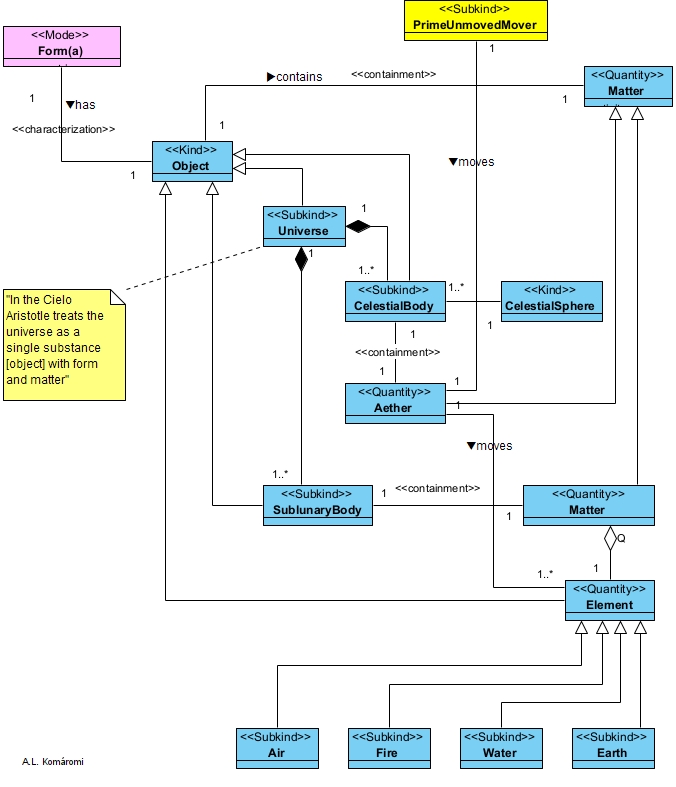 <<Subkind>>
PrimeUnmovedMover
1
<<Mode>>
Form(a)
1
▼has
<<characterization>>
1
▶contains
<<containment>>
1
1
<<Quantity>>
Matter
<<Kind>>
Object
▼moves
<<Subkind>>
Universe
1
1
1..*
<<Subkind>>
CelestialBody
1..*
1
<<Kind>>
CelestialSphere
"In the Cielo
Aristotle treats the
universe as a
single substance
[object] with form
and matter"
1
<<containment>>
1
<<Quantity>>
Aether
1
1
▼moves
1..*
<<Subkind>>
SublunaryBody
1
<<containment>>
1
<<Quantity>>
Matter
Q
1
1..*
<<Quantity>>
Element
<<Subkind>>
Air
<<Subkind>>
Fire
<<Subkind>>
Water
<<Subkind>>
Earth
A.L. Komáromi